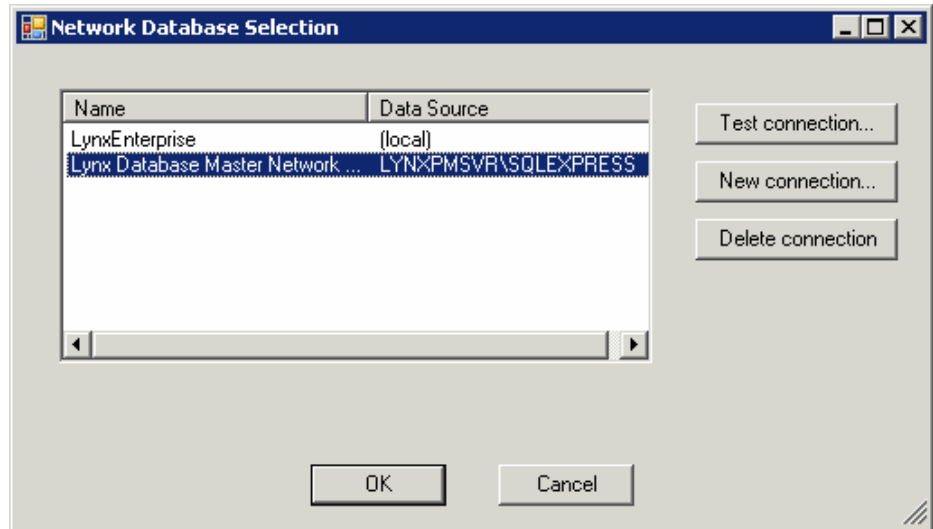 Network Database Selection
Name Data Source
LynxEnterprise (local)
Lynx Database Master Network ... LYNXPMSVR\SQLEXPRESS
Test connection...
New connection...
Delete connection
OK Cancel